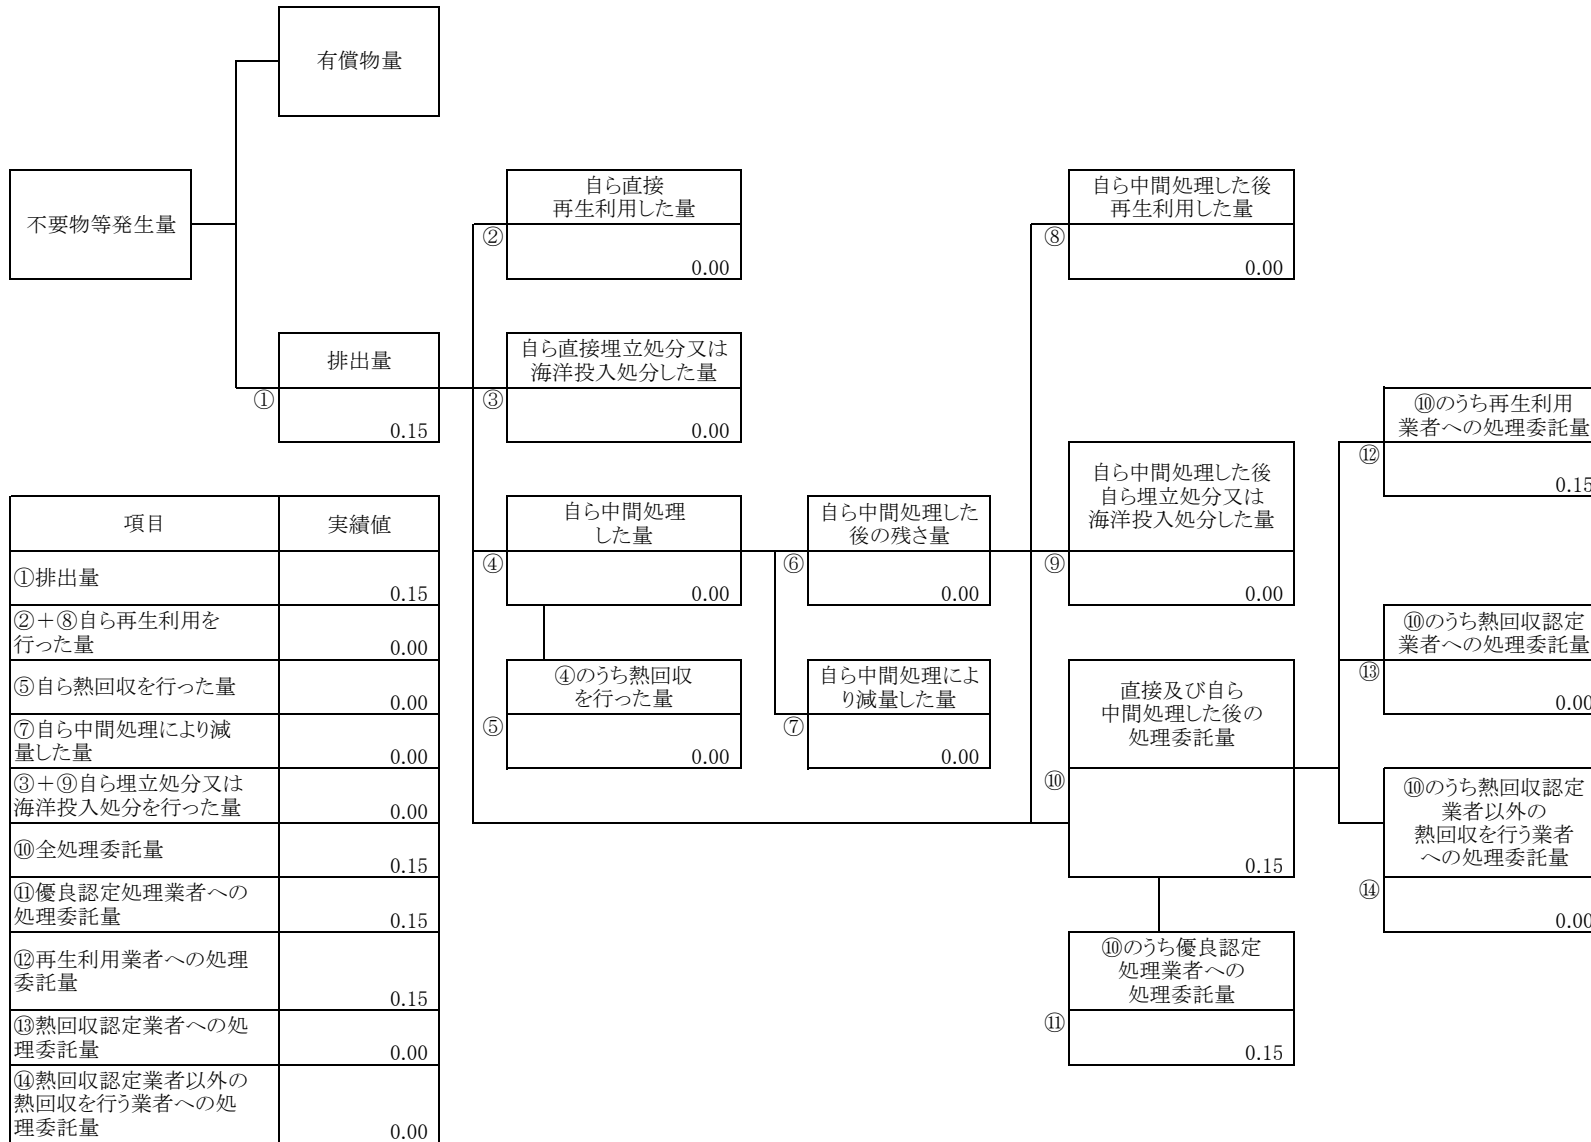 有償物量
不要物等発生量
排出量
①
0.15
自ら直接
再生利用した量
②
0.00
自ら直接埋立処分又は
海洋投入処分した量
③
0.00
自ら中間処理
した量
④
0.00
④のうち熱回収
を行った量
⑤
0.00
自ら中間処理した
後の残さ量
⑥
0.00
自ら中間処理によ
り減量した量
⑦
0.00
自ら中間処理した後
再生利用した量
⑧
0.00
自ら中間処理した後
自ら埋立処分又は
海洋投入処分した量
⑨
0.00
直接及び自ら
中間処理した後の
処理委託量
⑩
0.15
⑩のうち優良認定
処理業者への
処理委託量
⑪
0.15
⑩のうち再生利用
業者への処理委託量
⑫
0.15
⑩のうち熱回収認定
業者への処理委託量
⑬
0.00
⑩のうち熱回収認定
業者以外の
熱回収を行う業者
への処理委託量
⑭
0.00
項目 実績値
①排出量
0.15
②＋⑧自ら再生利用を
行った量 0.00
⑤自ら熱回収を行った量
0.00
⑦自ら中間処理により減
量した量 0.00
③＋⑨自ら埋立処分又は
海洋投入処分を行った量 0.00
⑩全処理委託量
0.15
⑪優良認定処理業者への
処理委託量 0.15
⑫再生利用業者への処理
委託量
0.15
⑬熱回収認定業者への処
理委託量 0.00
⑭熱回収認定業者以外の
熱回収を行う業者への処
理委託量 0.00